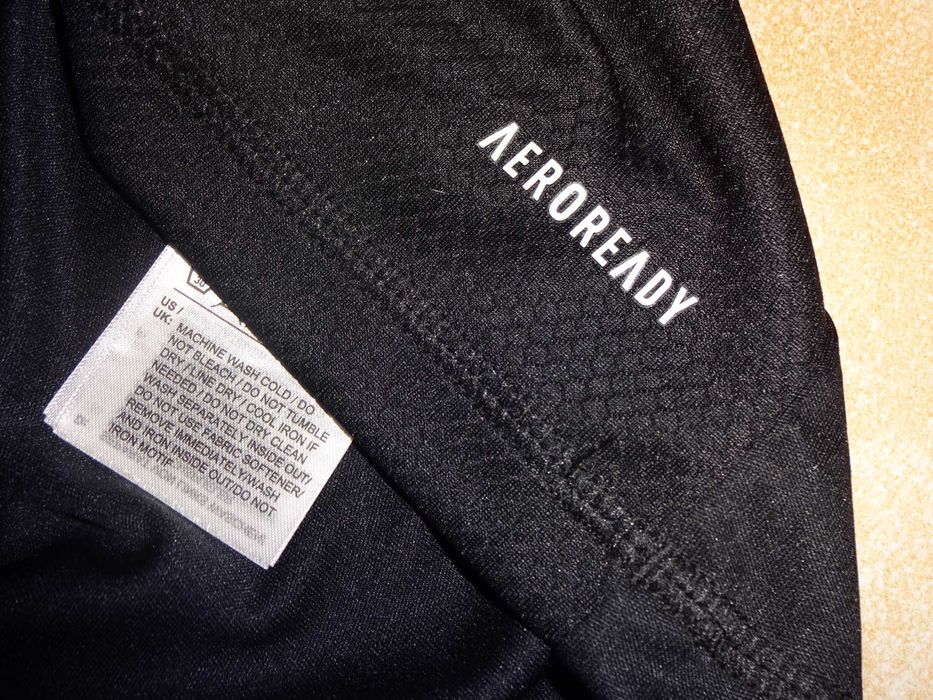 AEROREADY
30
US /
UK: MACHINE WASH COLD / DO
NOT BLEACH / DO NOT TUMBLE
DRY / LINE DRY / COOL IRON IF
NEEDED / DO NOT DRY CLEAN
WASH SEPARATELY INSIDE OUT/
DO NOT USE FABRIC SOFTENER/
REMOVE IMMEDIATELY/WASH
AND IRON INSIDE OUT/DO NOT
IRON MOTIF